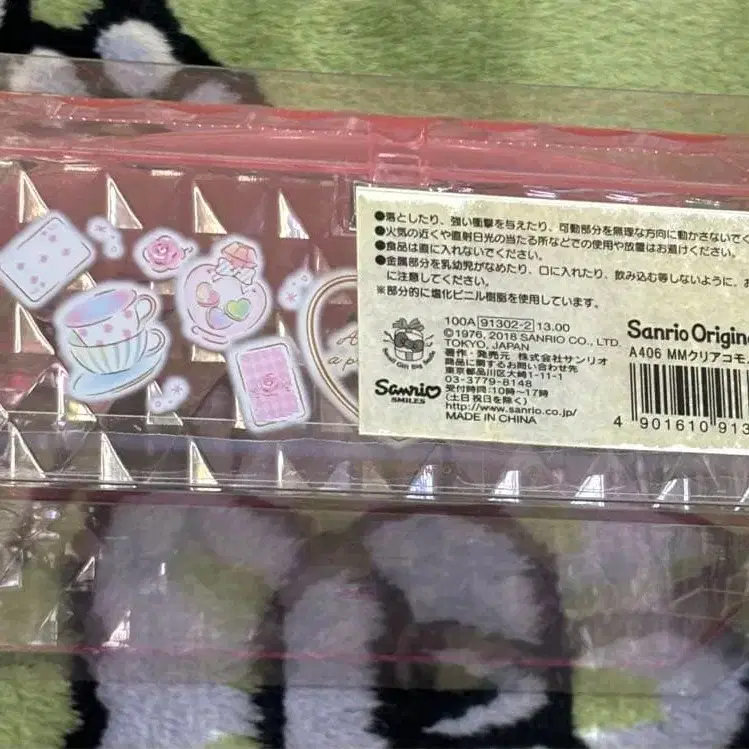 ●落としたり、強い衝撃を与えたり、可動部分を無理な方向に動かさないでく
●火気の近くや直射日光の当たる所などでの使用や放置はお避けください。
●食品は直に入れないでください。
●金属部分を乳幼児がなめたり、口に入れたり、飲み込む等しないように、お
に注意してください。
※部分的に塩化ビニル樹脂を使用しています。
100A 91302-2 13.00
©1976, 2018 SANRIO CO., LTD.
TOKYO, JAPAN
著作・発売元 株式会社サンリオ
商品に関するお問い合わせ先
東京都品川区大崎1-11-1
03-3779-8148
受付時間:10時~17時
(土日祝日を除く)
http://www.sanrio.co.jp/
MADE IN CHINA
Sanrio
SMILES
Sanrio Origina
A406 MMクリアコモ
4 901610 913